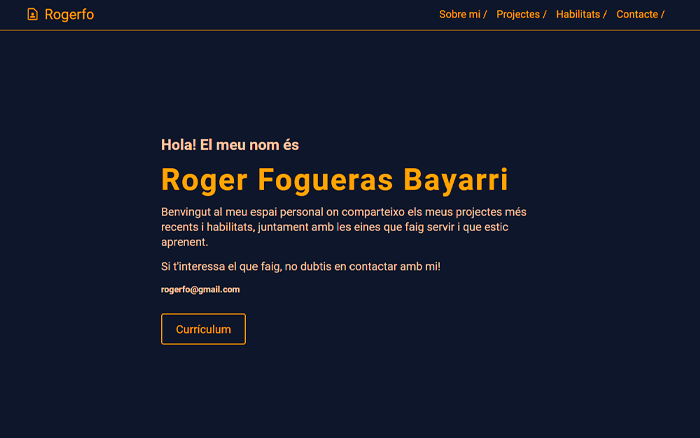 Rogerfo
Sobre mi /
Projectes /
Habilitats /
Contacte /
Hola! El meu nom és
Roger Fogueras Bayarri
Benvingut al meu espai personal on comparteixo els meus projectes més
recents i habilitats, juntament amb les eines que faig servir i que estic
aprenent.
Si t'interessa el que faig, no dubtis en contactar amb mi!
rogerfo@gmail.com
Currículum